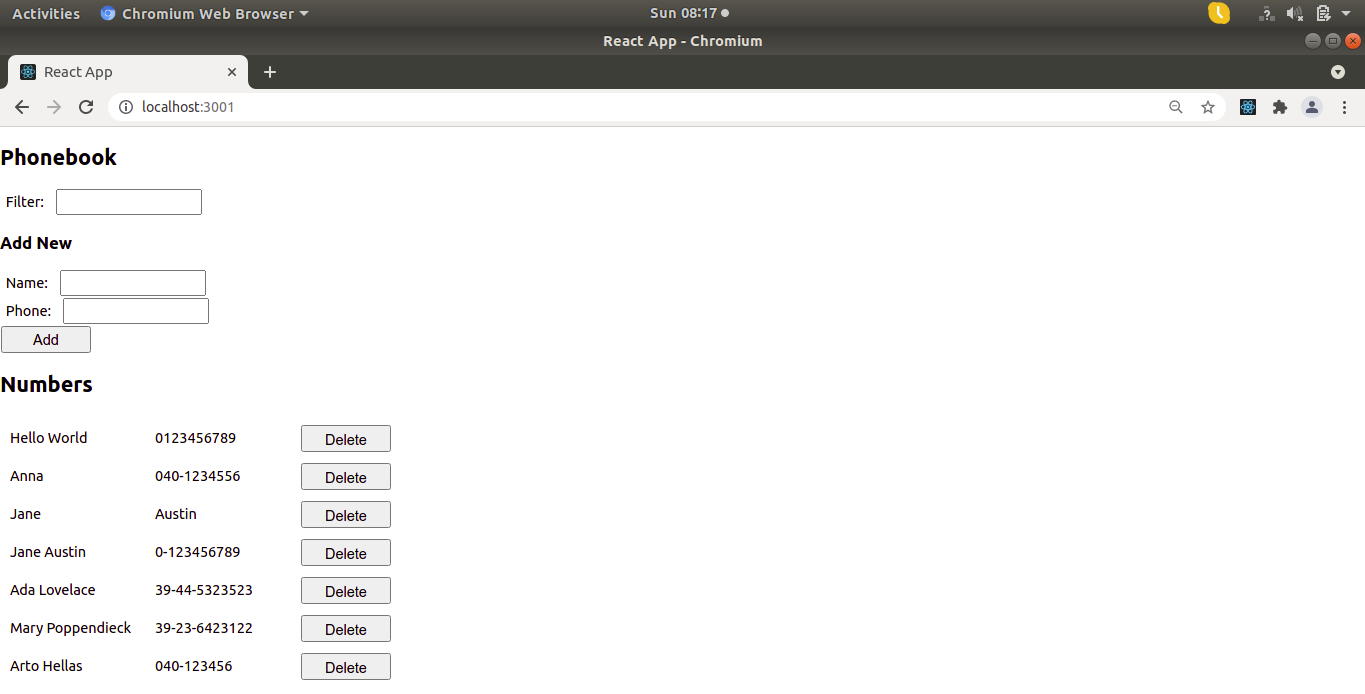 Activities Chromium Web Browser Sun 08:17
React App - Chromium
React App
localhost:3001
Phonebook
Filter:
Add New
Name:
Phone:
Add
Numbers
Hello World 0123456789 Delete
Anna 040-1234556 Delete
Jane Austin Delete
Jane Austin 0-123456789 Delete
Ada Lovelace 39-44-5323523 Delete
Mary Poppendieck 39-23-6423122 Delete
Arto Hellas 040-123456 Delete